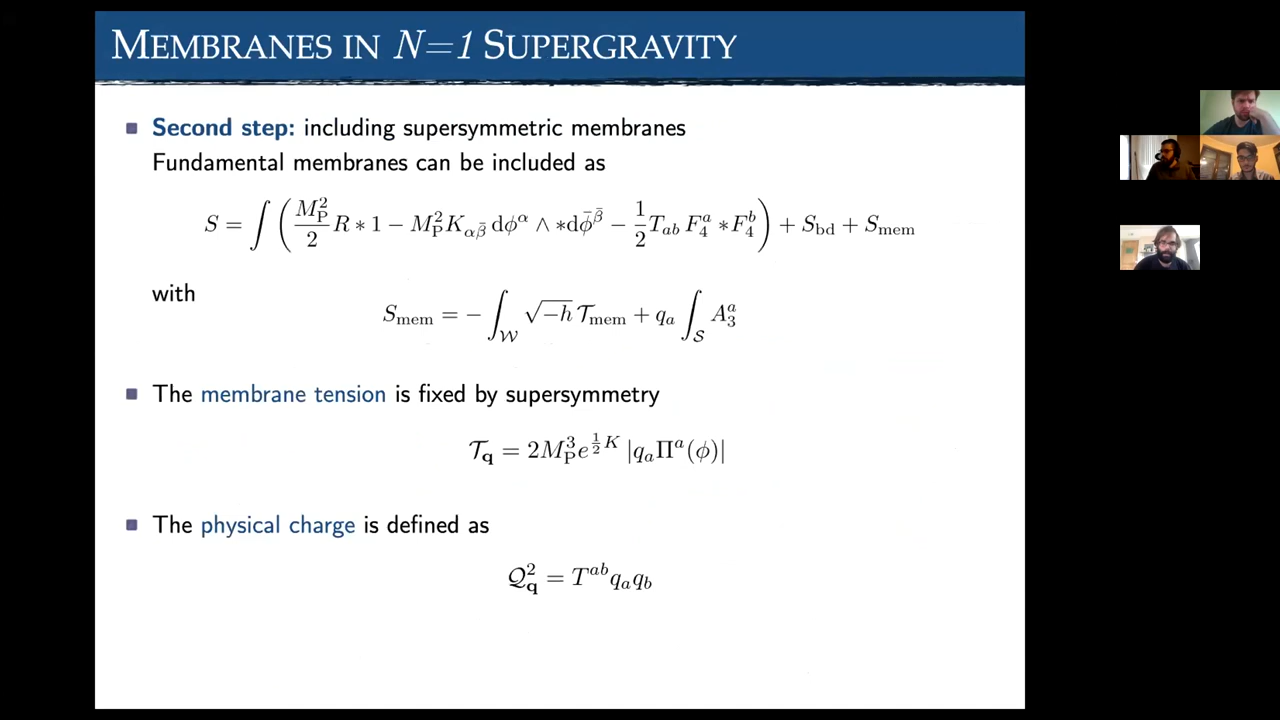 MEMBRANES IN N=1 SUPERGRAVITY
Second step: including supersymmetric membranes
Fundamental membranes can be included as
S = ∫ ( M_P^2/2 R ∗ 1 − M_P^2 K_{αβ̄} dϕ^α ∧ ∗dϕ̄^β̄ − 1/2 T_{ab} F_4^a ∗F_4^b ) + S_bd + S_mem
with
S_mem = − ∫_𝒲 √−h 𝒯_mem + q_a ∫_𝒮 A_3^a
The membrane tension is fixed by supersymmetry
𝒯_𝐪 = 2M_P^3 e^{1/2 K} |q_a Π^a(ϕ)|
The physical charge is defined as
𝒬_𝐪^2 = T^{ab} q_a q_b